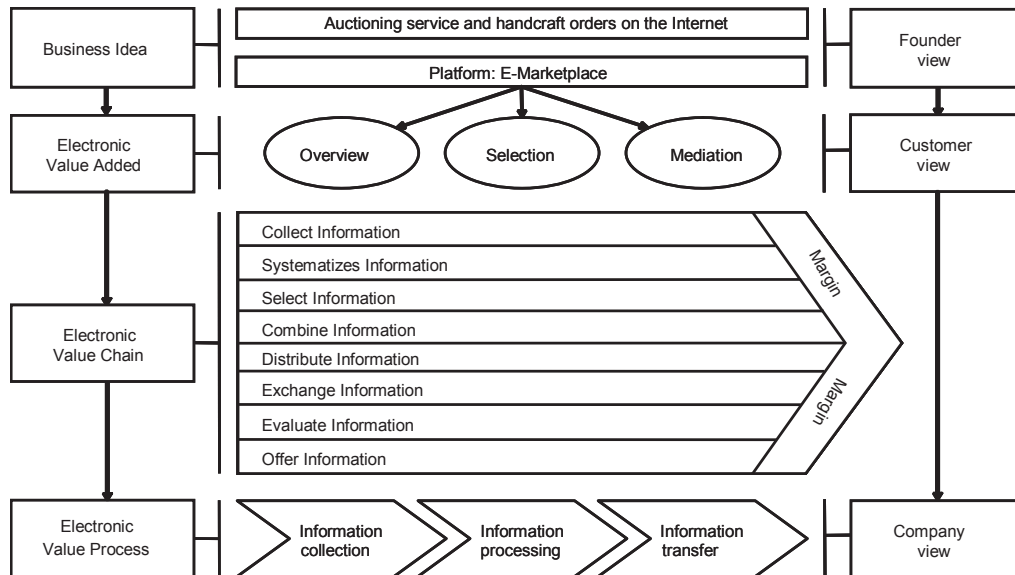 Business Idea
Auctioning service and handcraft orders on the Internet
Platform: E-Marketplace
Founder
view
Electronic
Value Added
Overview
Selection
Mediation
Customer
view
Electronic
Value Chain
Collect Information
Systematizes Information
Select Information
Combine Information
Distribute Information
Exchange Information
Evaluate Information
Offer Information
Margin
Margin
Electronic
Value Process
Information
collection
Information
processing
Information
transfer
Company
view